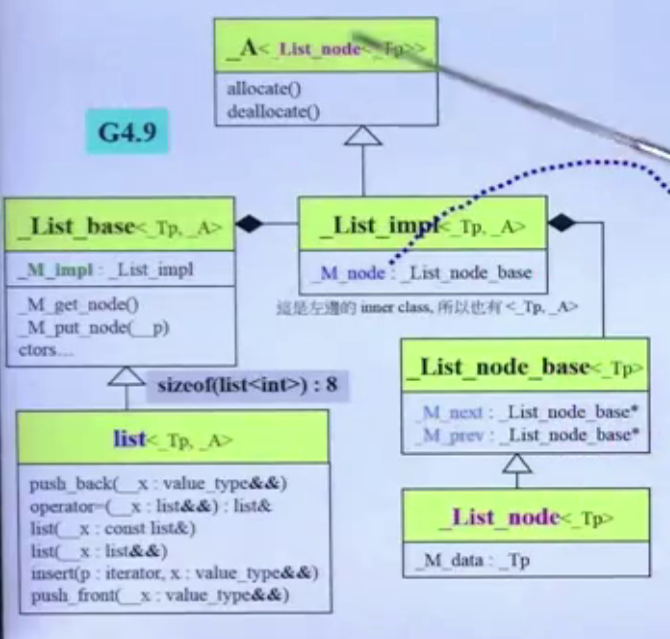 _A<_List_node<_Tp>>
allocate()
deallocate()
G4.9
_List_base<_Tp, _A>
_M_impl : _List_impl
_M_get_node()
_M_put_node(__p)
ctors...
_List_impl<_Tp, _A>
_M_node : _List_node_base
這是左邊的 inner class, 所以也有 <_Tp, _A>
sizeof(list<int>) : 8
_List_node_base<_Tp>
_M_next : _List_node_base*
_M_prev : _List_node_base*
list<_Tp, _A>
push_back(__x : value_type&&)
operator=(__x : list&&) : list&
list(__x : const list&)
list(__x : list&&)
insert(p : iterator, x : value_type&&)
push_front(__x : value_type&&)
_List_node<_Tp>
_M_data : _Tp